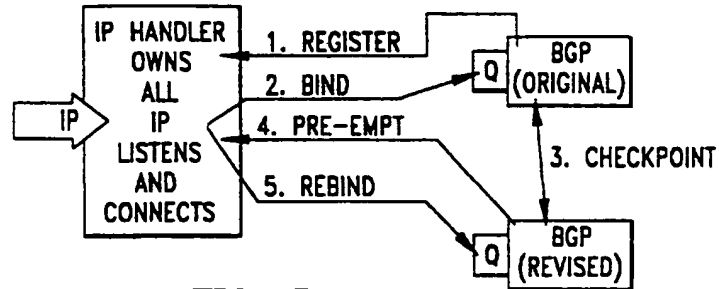 IP HANDLER
OWNS
ALL
IP
LISTENS
AND
CONNECTS
IP
1. REGISTER
2. BIND
4. PRE-EMPT
5. REBIND
Q
BGP
(ORIGINAL)
3. CHECKPOINT
Q
BGP
(REVISED)